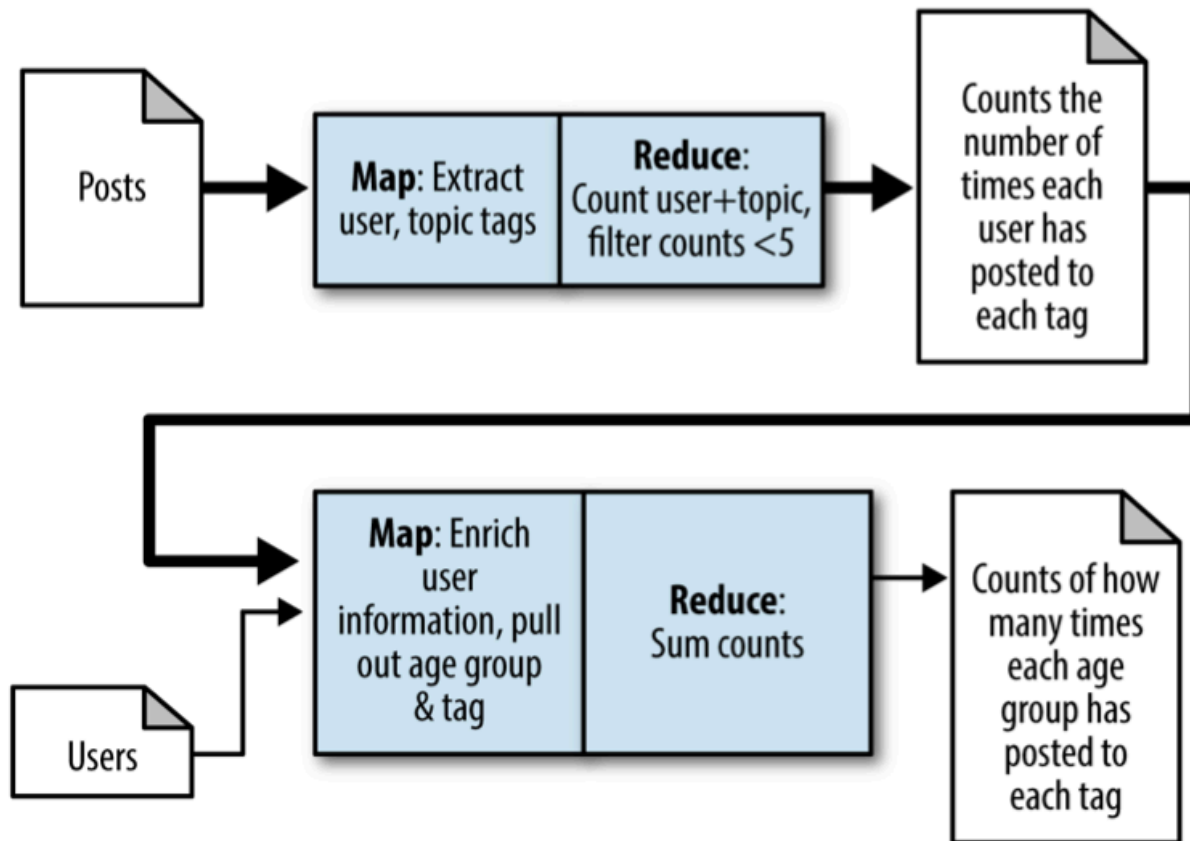 Posts
Map: Extract
user, topic tags
Reduce:
Count user+topic,
filter counts <5
Counts the
number of
times each
user has
posted to
each tag
Users
Map: Enrich
user
information, pull
out age group
& tag
Reduce:
Sum counts
Counts of how
many times
each age
group has
posted to
each tag